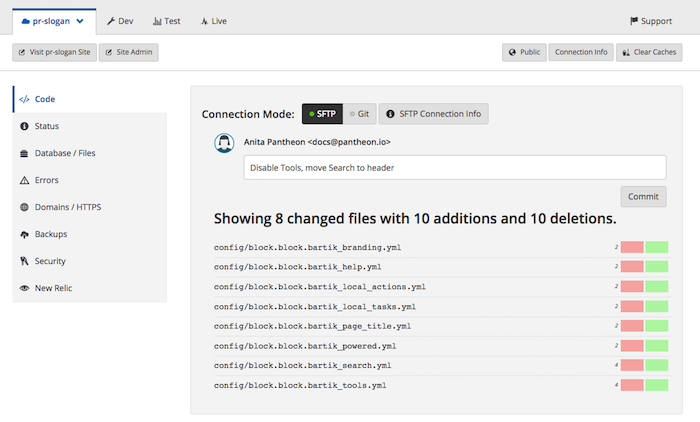 pr-slogan
Dev
Test
Live
Support
Visit pr-slogan Site
Site Admin
Public
Connection Info
Clear Caches
</> Code
Status
Database / Files
Errors
Domains / HTTPS
Backups
Security
New Relic
Connection Mode:
SFTP
Git
SFTP Connection Info
Anita Pantheon <docs@pantheon.io>
Disable Tools, move Search to header
Commit
Showing 8 changed files with 10 additions and 10 deletions.
config/block.block.bartik_branding.yml 2
config/block.block.bartik_help.yml 2
config/block.block.bartik_local_actions.yml 2
config/block.block.bartik_local_tasks.yml 2
config/block.block.bartik_page_title.yml 2
config/block.block.bartik_powered.yml 2
config/block.block.bartik_search.yml 4
config/block.block.bartik_tools.yml 4